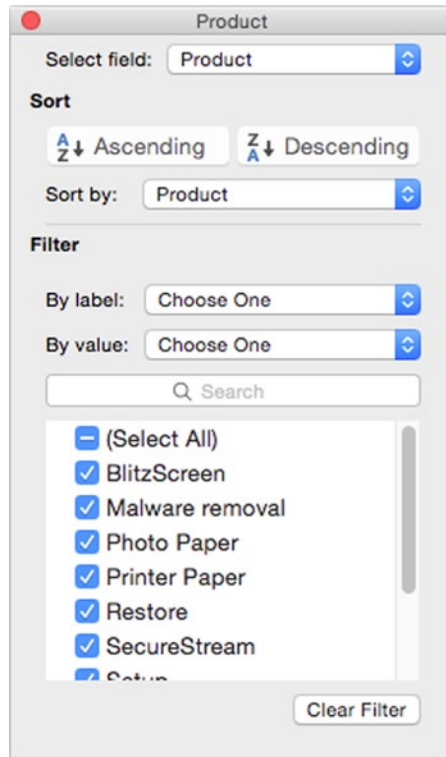 Product
Select field: Product
Sort
A Z Ascending Z A Descending
Sort by: Product
Filter
By label: Choose One
By value: Choose One
Search
(Select All)
BlitzScreen
Malware removal
Photo Paper
Printer Paper
Restore
SecureStream
Setup
Clear Filter